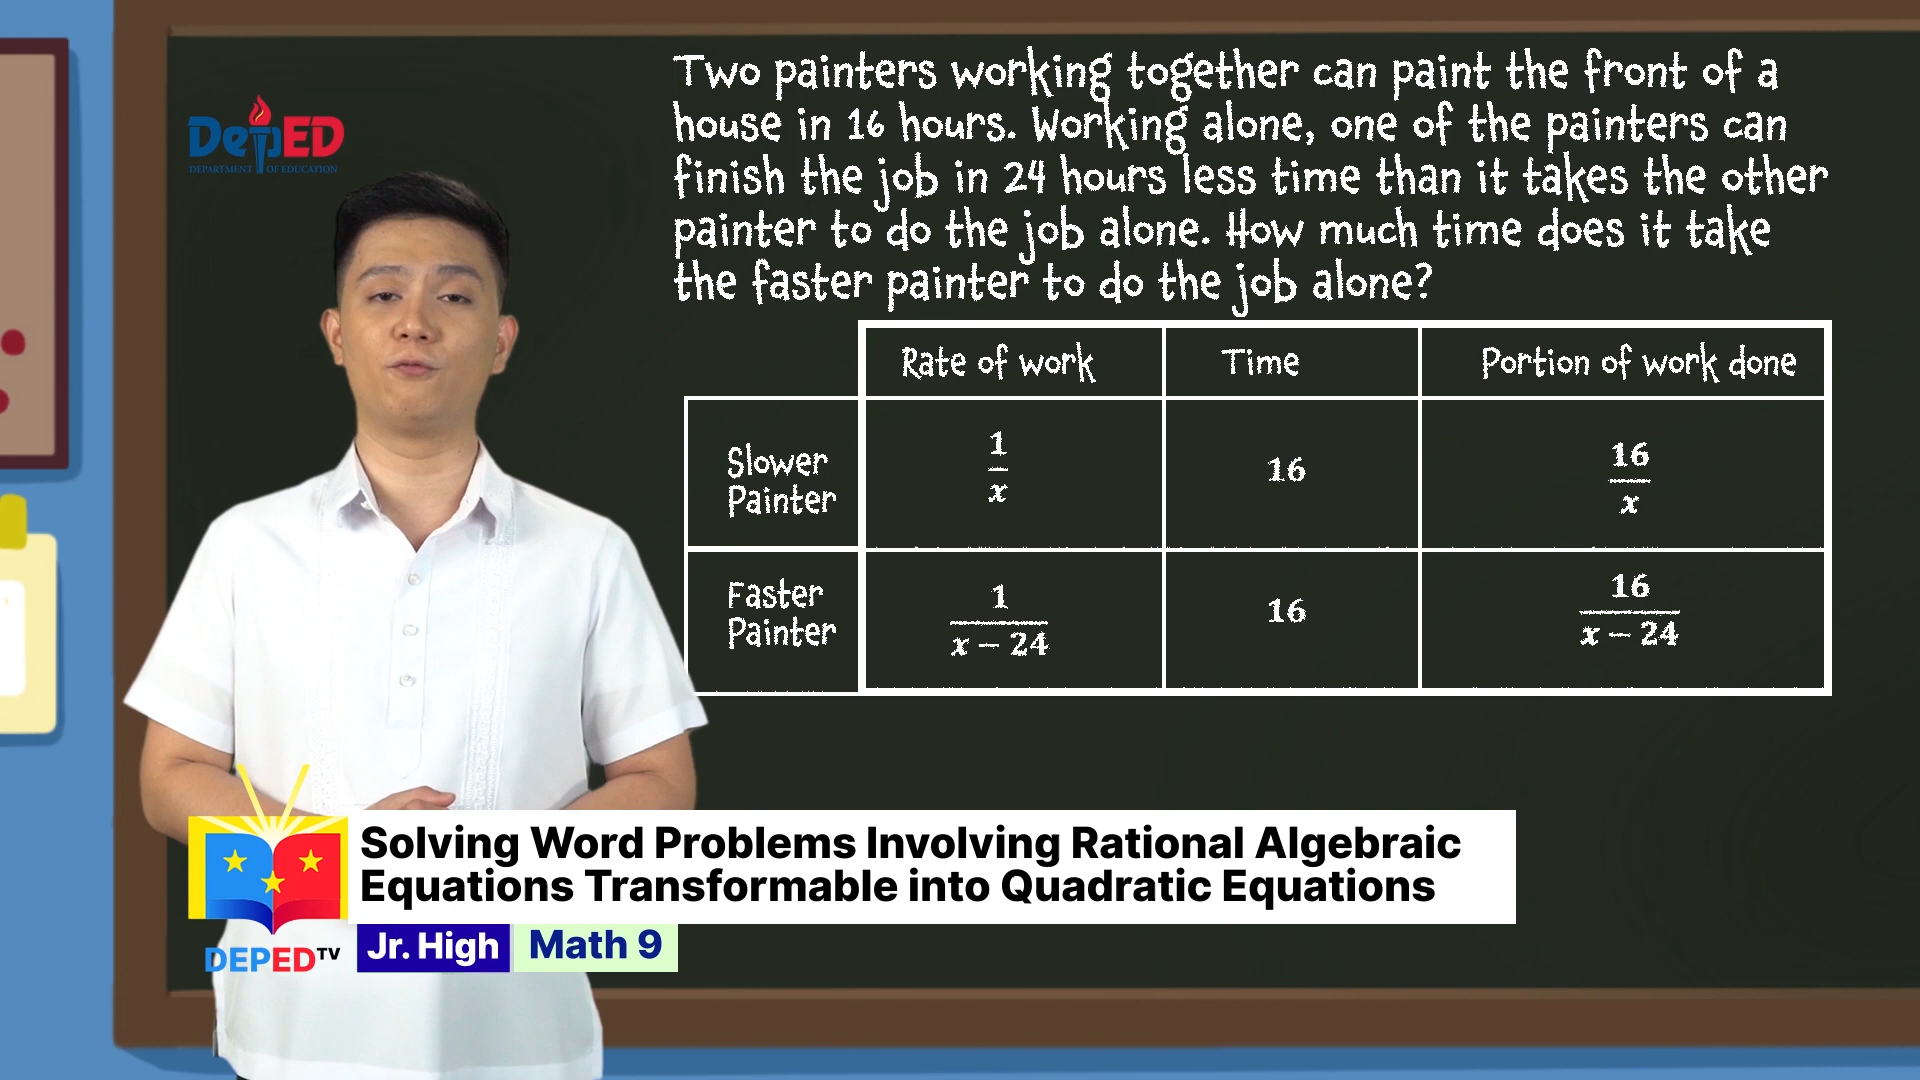 DepED
DEPARTMENT OF EDUCATION
Two painters working together can paint the front of a
house in 16 hours. Working alone, one of the painters can
finish the job in 24 hours less time than it takes the other
painter to do the job alone. How much time does it take
the faster painter to do the job alone?
Rate of work Time Portion of work done
Slower
Painter
1
x
16
16
x
Faster
Painter
1
x – 24
16
16
x – 24
Solving Word Problems Involving Rational Algebraic
Equations Transformable into Quadratic Equations
DEPED TV
Jr. High Math 9